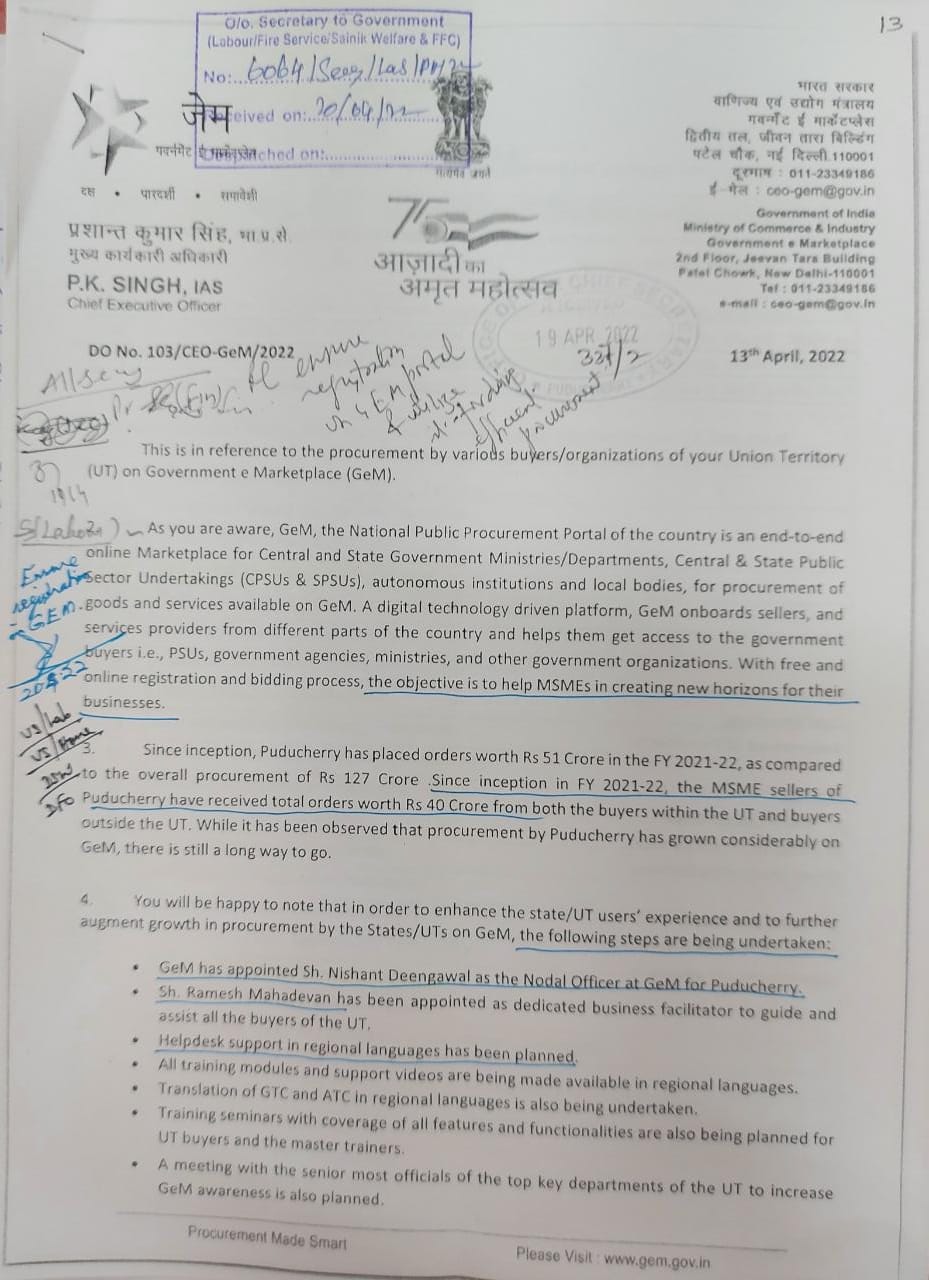 13
O/o. Secretary to Government
(Labour/Fire Service/Sainik Welfare & FFC)
No:... 6064/Secy/Lab/
जेम
Received on:.. 20/04/22
Despatched on:................
दक्ष • पारदर्शी • समावेशी
सत्यमेव जयते
भारत सरकार
वाणिज्य एवं उद्योग मंत्रालय
गवर्नमेंट ई मार्केटप्लेस
द्वितीय तल, जीवन तारा बिल्डिंग
पटेल चौक, नई दिल्ली.110001
दूरभाष : 011-23349186
ई मेल : ceo-gem@gov.in
Government of India
Ministry of Commerce & Industry
Government e Marketplace
2nd Floor, Jeevan Tara Building
Patel Chowk, New Delhi-110001
Tel : 011-23349186
e-mail : ceo-gem@gov.in
प्रशान्त कुमार सिंह, भा.प्र.से.
मुख्य कार्यकारी अधिकारी
P.K. SINGH, IAS
Chief Executive Officer
75
आज़ादी का
अमृत महोत्सव
CHIEF SECRETARY
19 APR 2022
PUDUCHERRY
DO No. 103/CEO-GeM/2022
13th April, 2022
All Secy
Pl ensure
registration
in GEM portal
& utilize
efficient
procurement
This is in reference to the procurement by various buyers/organizations of your Union Territory
(UT) on Government e Marketplace (GeM).
19/4
S(Labour)
2. As you are aware, GeM, the National Public Procurement Portal of the country is an end-to-end
online Marketplace for Central and State Government Ministries/Departments, Central & State Public
Sector Undertakings (CPSUs & SPSUs), autonomous institutions and local bodies, for procurement of
goods and services available on GeM. A digital technology driven platform, GeM onboards sellers, and
services providers from different parts of the country and helps them get access to the government
buyers i.e., PSUs, government agencies, ministries, and other government organizations. With free and
online registration and bidding process, the objective is to help MSMEs in creating new horizons for their
businesses.
Ensure
registration
GEM.
US/Lab
US/Home
3. Since inception, Puducherry has placed orders worth Rs 51 Crore in the FY 2021-22, as compared
to the overall procurement of Rs 127 Crore .Since inception in FY 2021-22, the MSME sellers of
Puducherry have received total orders worth Rs 40 Crore from both the buyers within the UT and buyers
outside the UT. While it has been observed that procurement by Puducherry has grown considerably on
GeM, there is still a long way to go.
DSW
DFO
4. You will be happy to note that in order to enhance the state/UT users' experience and to further
augment growth in procurement by the States/UTs on GeM, the following steps are being undertaken:
• GeM has appointed Sh. Nishant Deengawal as the Nodal Officer at GeM for Puducherry.
• Sh. Ramesh Mahadevan has been appointed as dedicated business facilitator to guide and
assist all the buyers of the UT.
• Helpdesk support in regional languages has been planned.
• All training modules and support videos are being made available in regional languages.
• Translation of GTC and ATC in regional languages is also being undertaken.
• Training seminars with coverage of all features and functionalities are also being planned for
UT buyers and the master trainers.
• A meeting with the senior most officials of the top key departments of the UT to increase
GeM awareness is also planned.
Procurement Made Smart
Please Visit : www.gem.gov.in